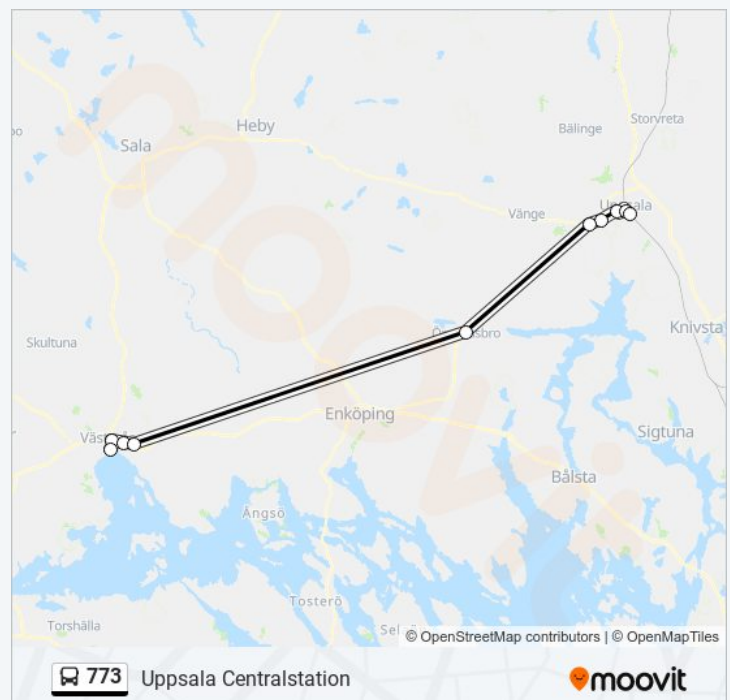 Storvreta
Bälinge
Heby
Sala
Vänge
Knivsta
Skultuna
Enköping
Sigtuna
Bålsta
Ängsö
Tosterö
Torshälla
© OpenStreetMap contributors | © OpenMapTiles
773 Uppsala Centralstation moovit